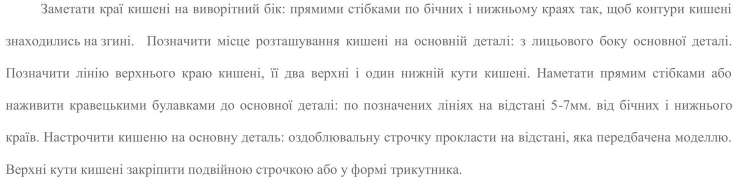 Заметати краї кишені на виворітний бік: прямими стібками по бічних і нижньому краях так, щоб контури кишені
знаходились на згині. Позначити місце розташування кишені на основній деталі: з лицьового боку основної деталі.
Позначити лінію верхнього краю кишені, її два верхні і один нижній кути кишені. Наметати прямим стібками або
наживити кравецькими булавками до основної деталі: по позначених лініях на відстані 5-7мм. від бічних і нижнього
країв. Настрочити кишеню на основну деталь: оздоблювальну строчку прокласти на відстані, яка передбачена моделлю.
Верхні кути кишені закріпити подвійною строчкою або у формі трикутника.